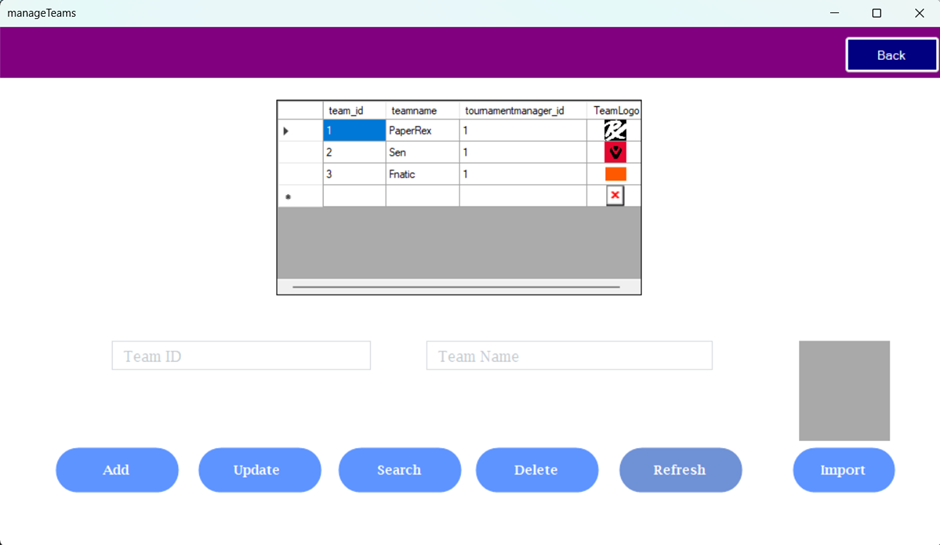 manageTeams
Back
team_id teamname tournamentmanager_id TeamLogo
1 PaperRex 1
2 Sen 1
3 Fnatic 1
Team ID Team Name
Add Update Search Delete Refresh Import